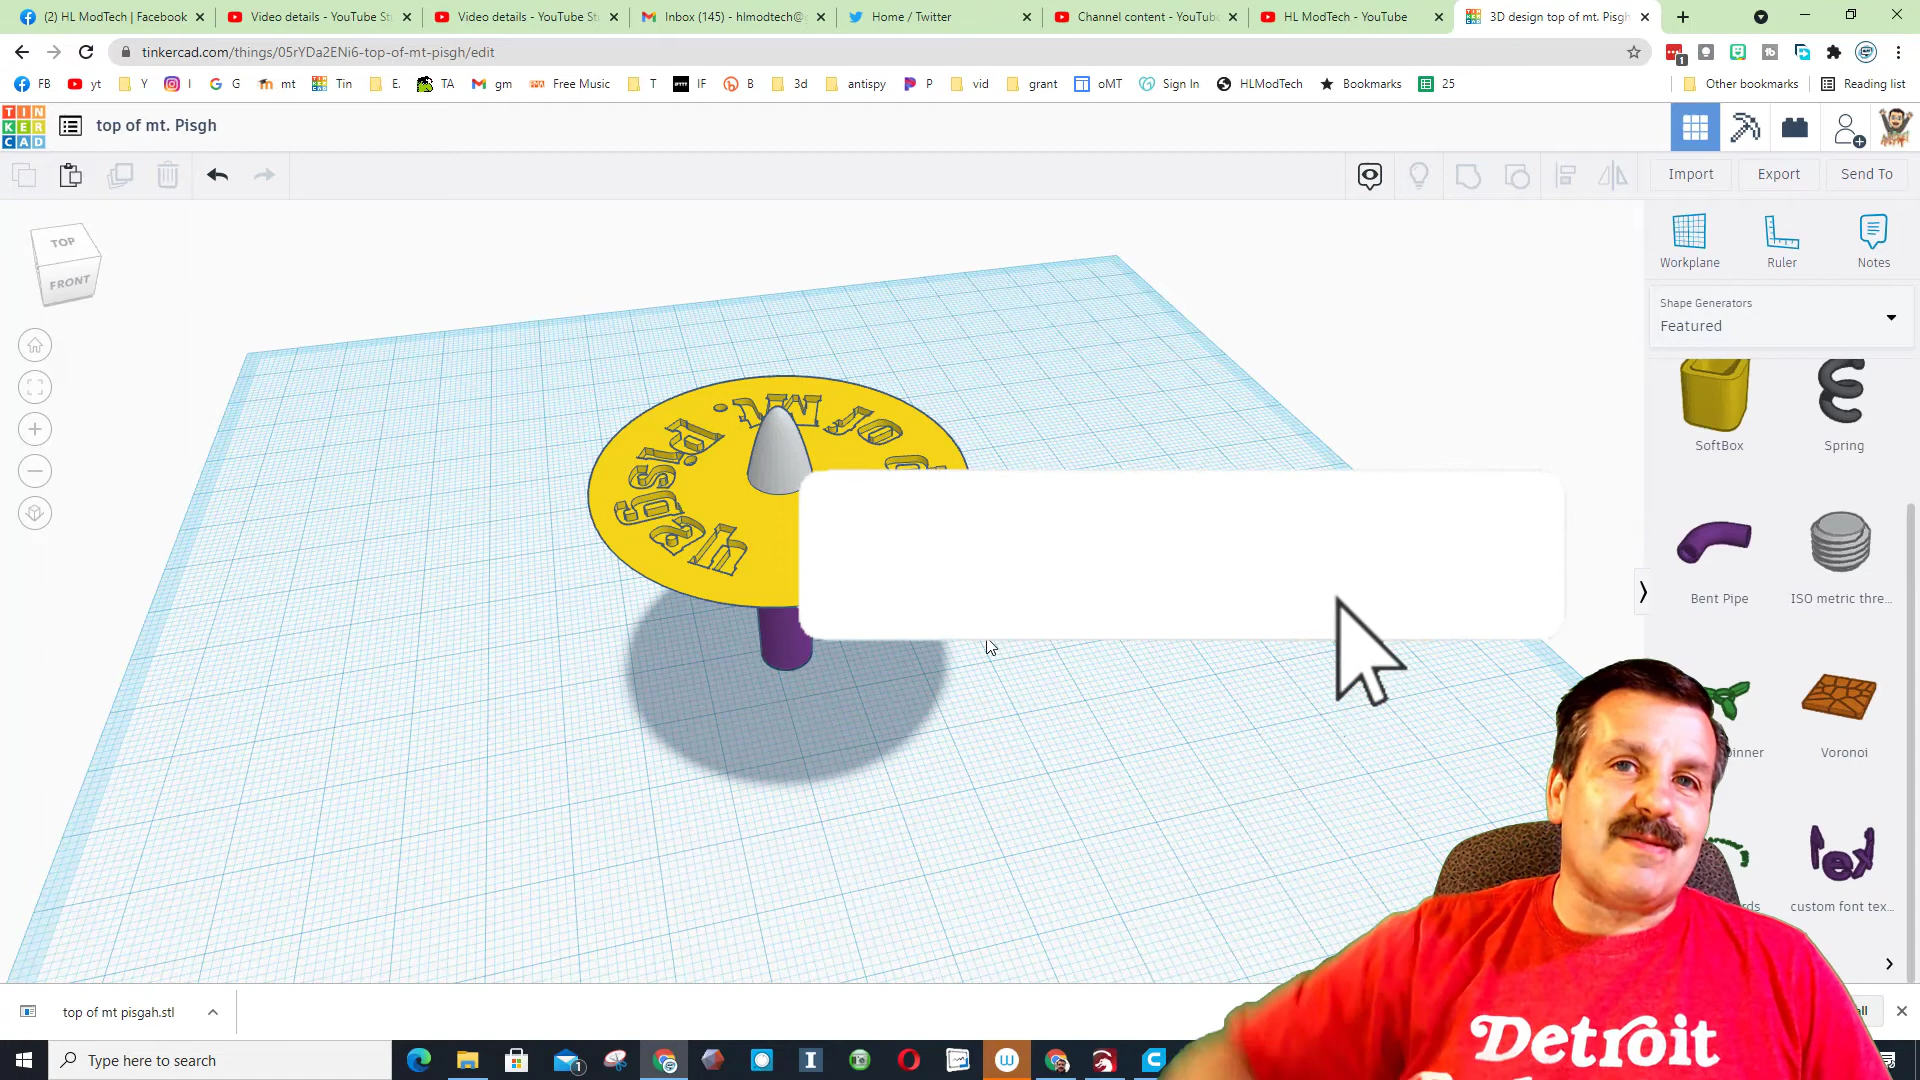 (2) HL ModTech | Facebook
Video details - YouTube St
Video details - YouTube Stu
Inbox (145) - hlmodtech@g
Home / Twitter
Channel content - YouTube
HL ModTech - YouTube
3D design top of mt. Pisgh
tinkercad.com/things/05rYDa2ENi6-top-of-mt-pisgh/edit
FB
yt
Y
I
G
mt
Tin
E.
TA
gm
Free Music
T
IF
B
3d
antispy
P
vid
grant
oMT
Sign In
HLModTech
Bookmarks
25
Other bookmarks
Reading list
TIN
KER
CAD
top of mt. Pisgh
Import
Export
Send To
TOP
FRONT
Workplane
Ruler
Notes
Shape Generators
Featured
SoftBox
Spring
Bent Pipe
ISO metric thre...
Voronoi
custom font tex...
top of mt pisgah.stl
Type here to search
Detroit